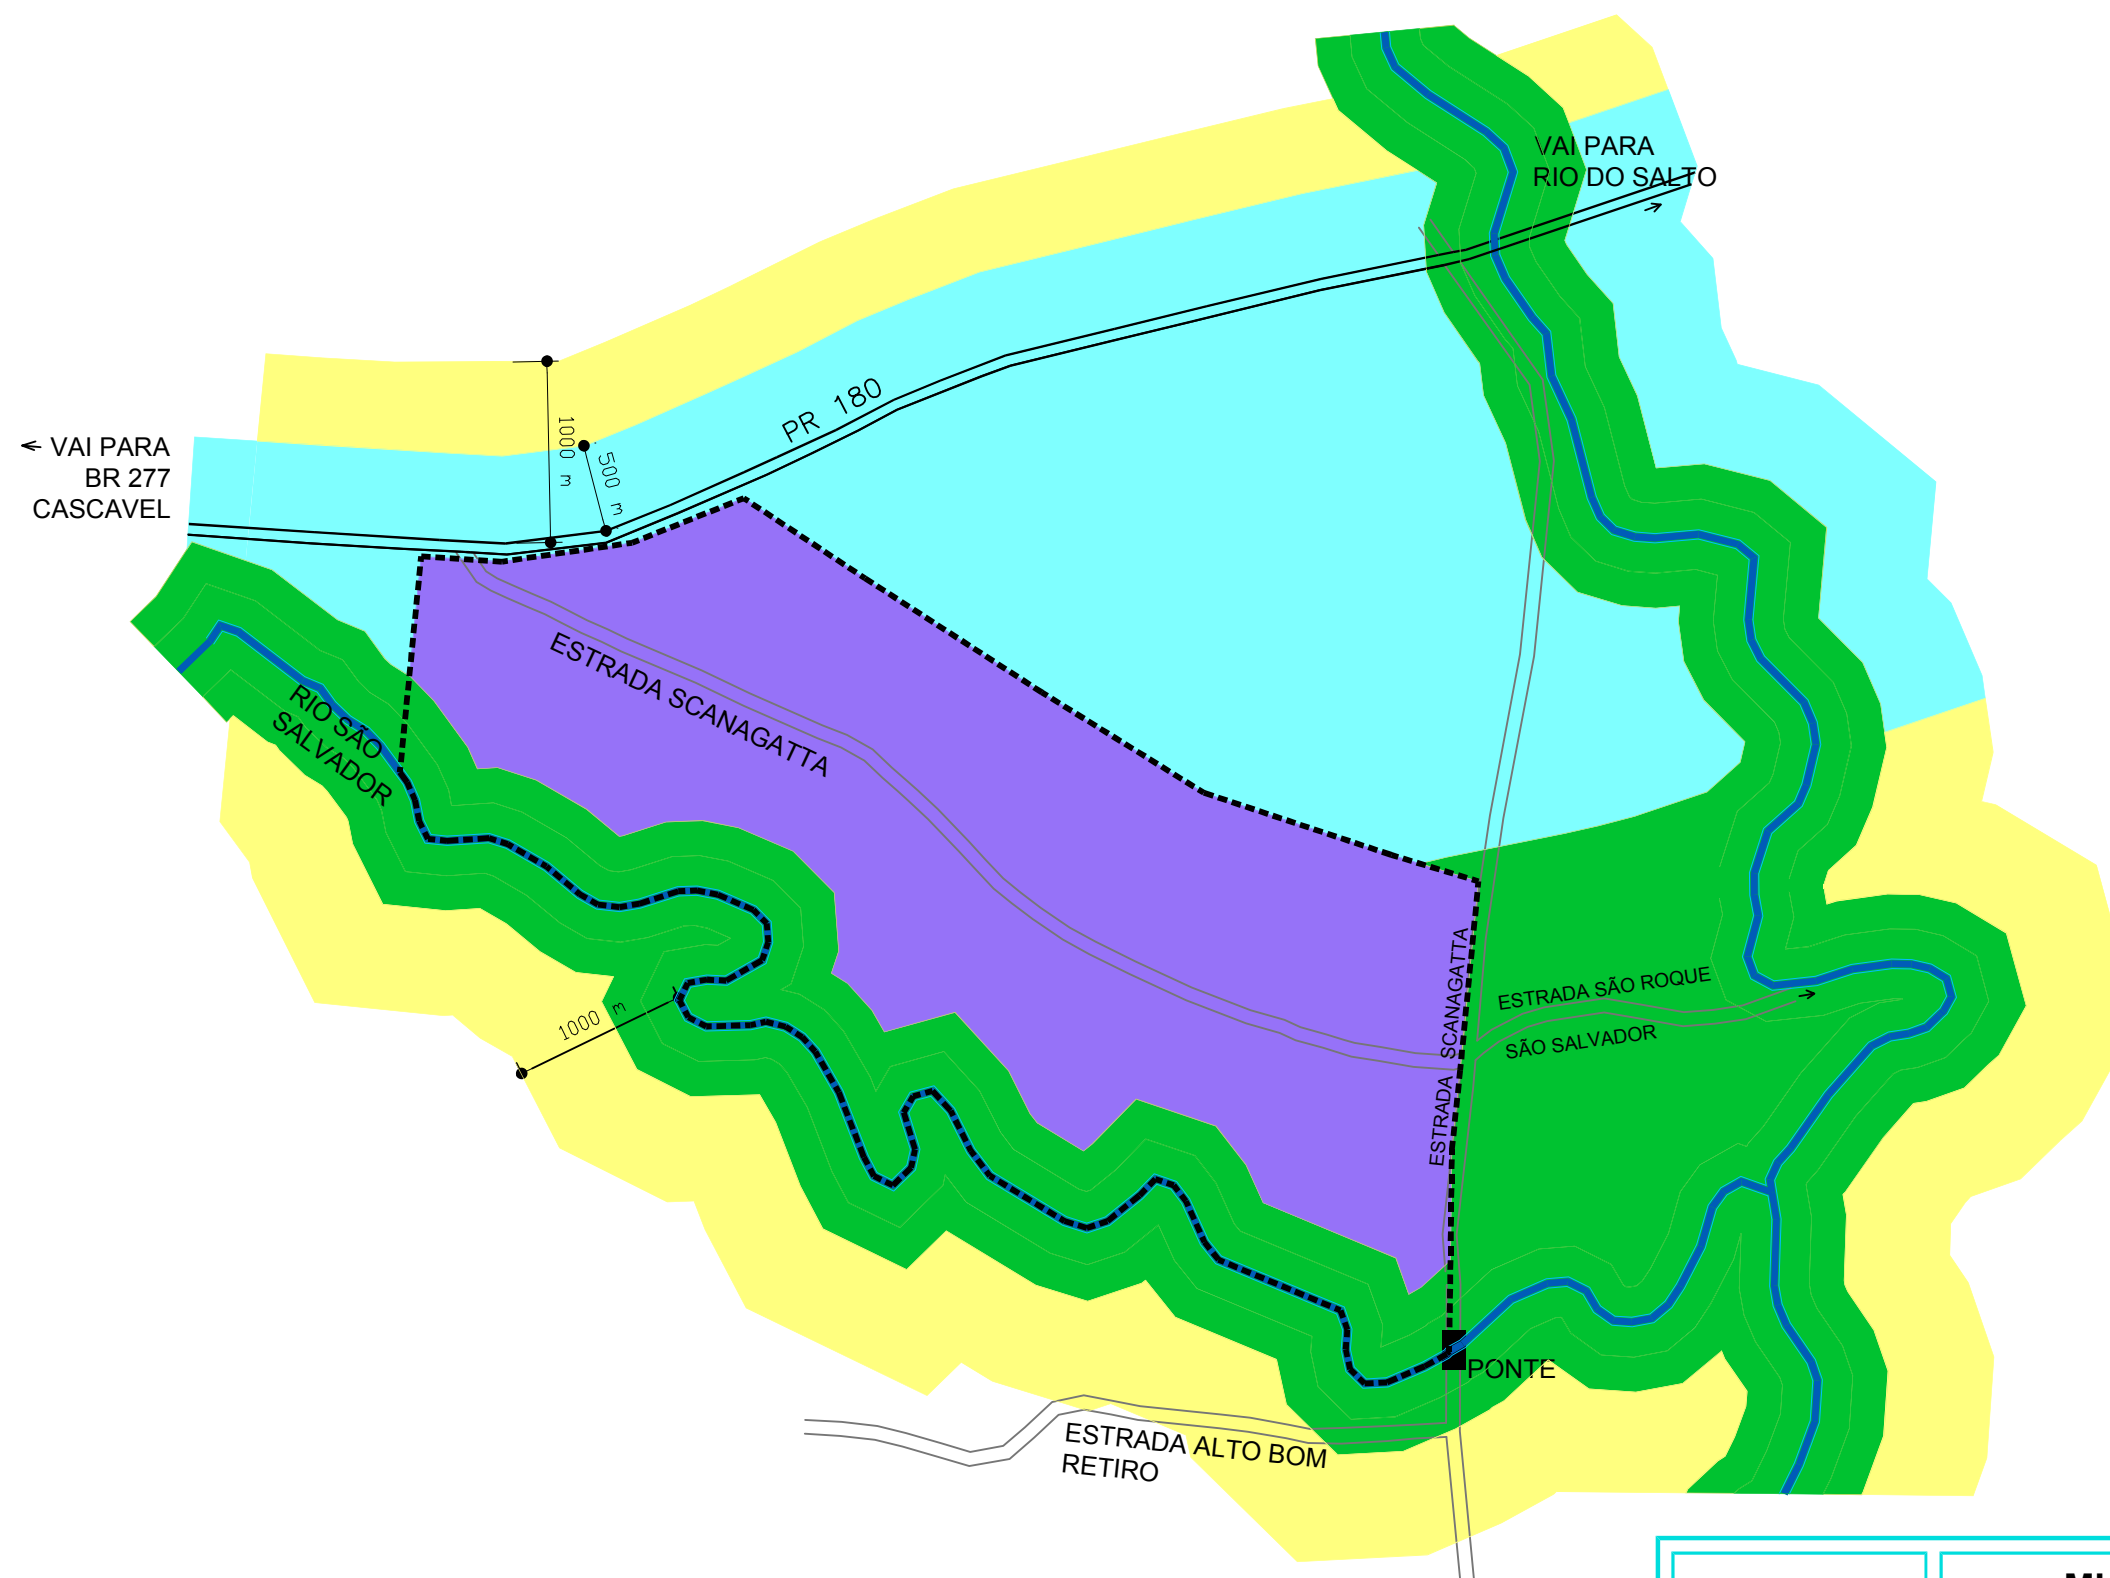 VAI PARA
RIO DO SALTO
PR 180
1000 m
500 m
VAI PARA
BR 277
CASCAVEL
ESTRADA SCANAGATTA
RIO SÃO
SALVADOR
1000 m
ESTRADA SCANAGATTA
ESTRADA SÃO ROQUE
SÃO SALVADOR
PONTE
ESTRADA ALTO BOM
RETIRO